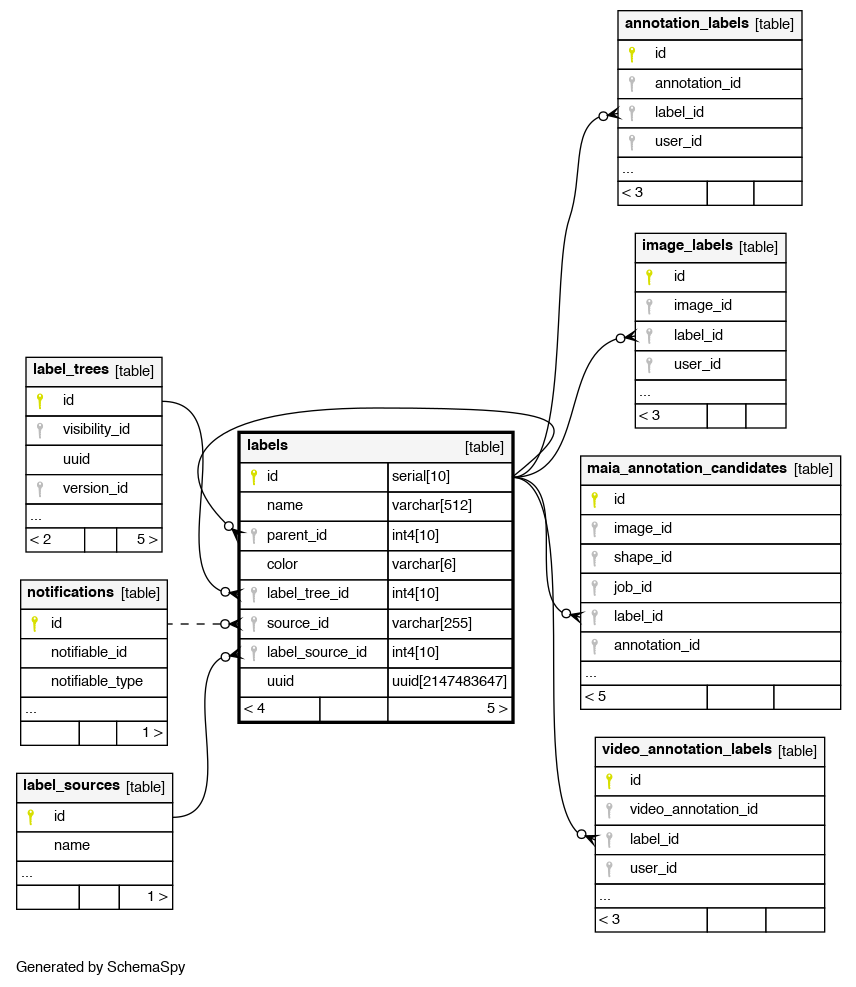 annotation_labels [table]
id
annotation_id
label_id
user_id
...
< 3
image_labels [table]
id
image_id
label_id
user_id
...
< 3
label_trees [table]
id
visibility_id
uuid
version_id
...
< 2 5 >
labels [table]
id serial[10]
name varchar[512]
parent_id int4[10]
color varchar[6]
label_tree_id int4[10]
source_id varchar[255]
label_source_id int4[10]
uuid uuid[2147483647]
< 4 5 >
maia_annotation_candidates [table]
id
image_id
shape_id
job_id
label_id
annotation_id
...
< 5
notifications [table]
id
notifiable_id
notifiable_type
...
1 >
video_annotation_labels [table]
id
video_annotation_id
label_id
user_id
...
< 3
label_sources [table]
id
name
...
1 >
Generated by SchemaSpy